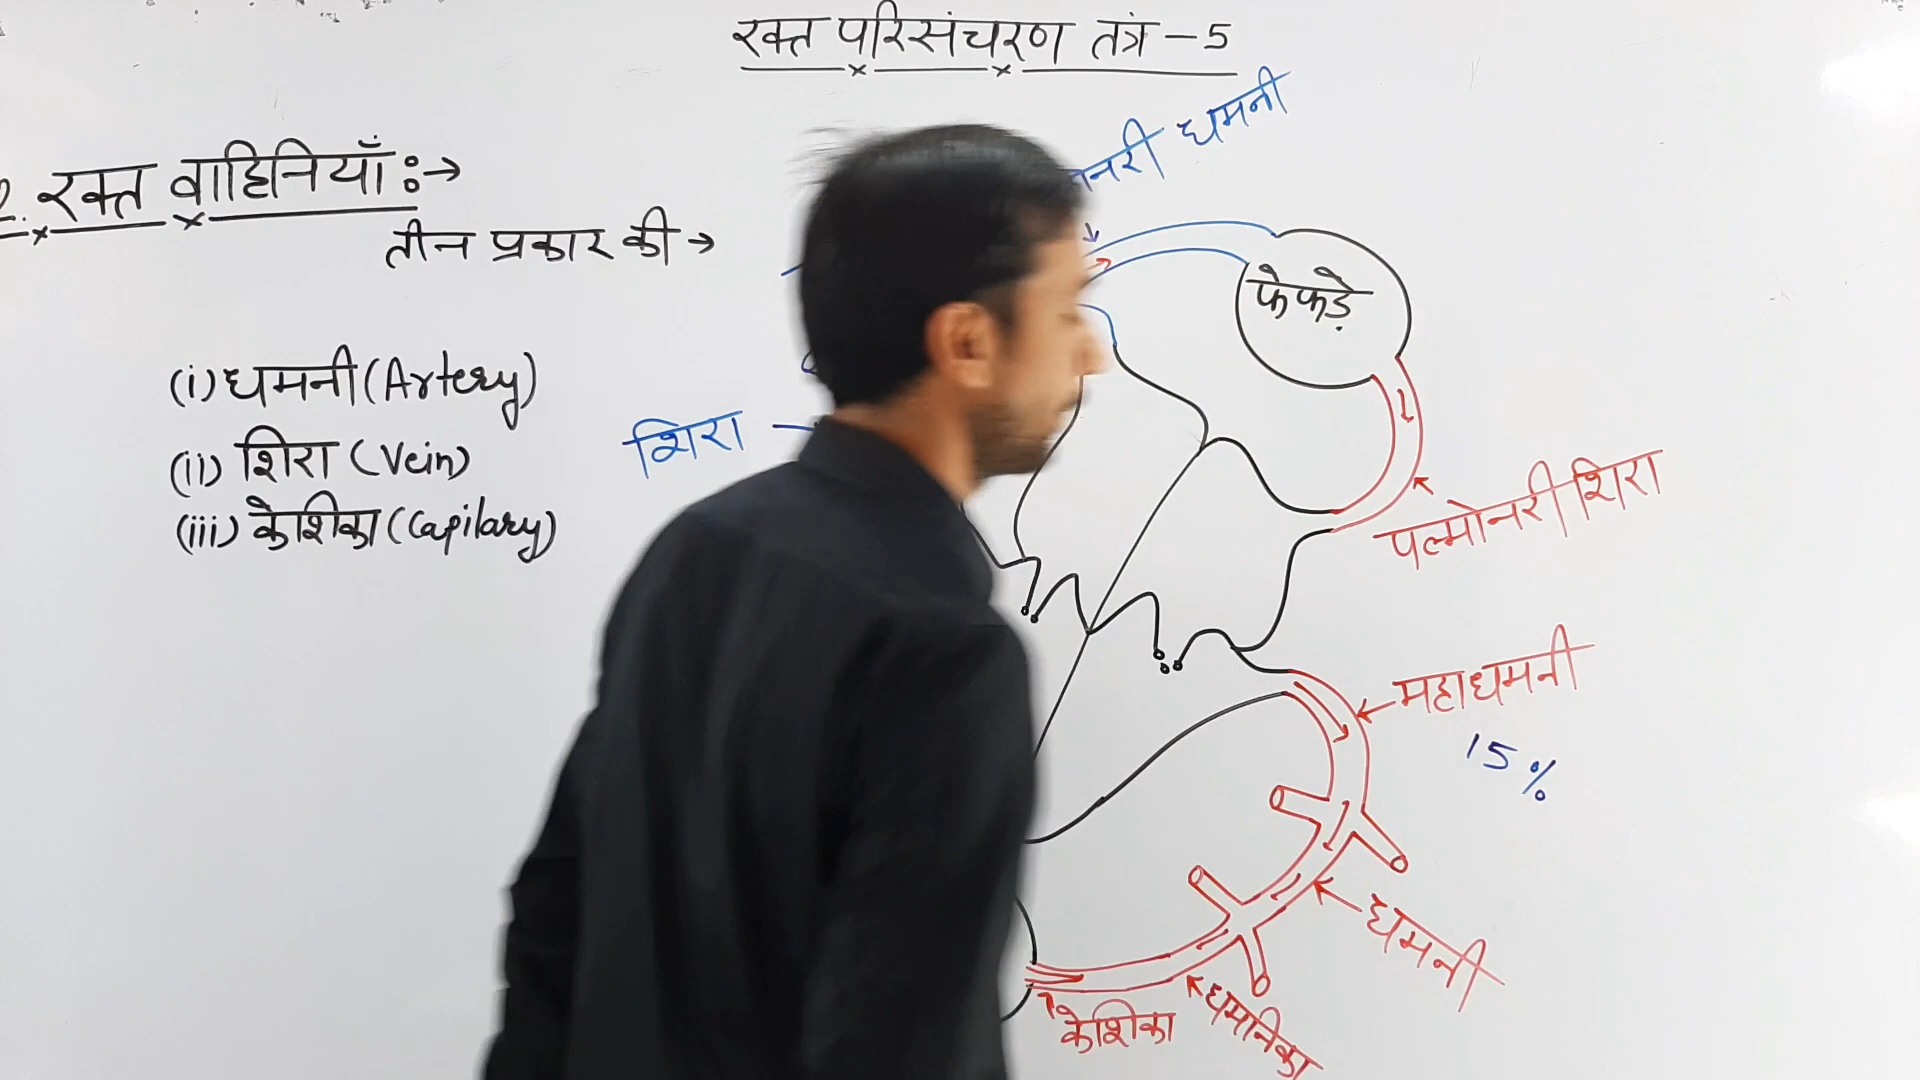 रक्त परिसंचरण तंत्र - 5
2. रक्त वाहिनियाँ :→
तीन प्रकार की →
(i) धमनी (Artery)
(ii) शिरा (Vein)
(iii) केशिका (Capilary)
धमनी
फेफड़े
शिरा
पल्मोनरी शिरा
महाधमनी
15 %
धमनी
धमनिका
केशिका